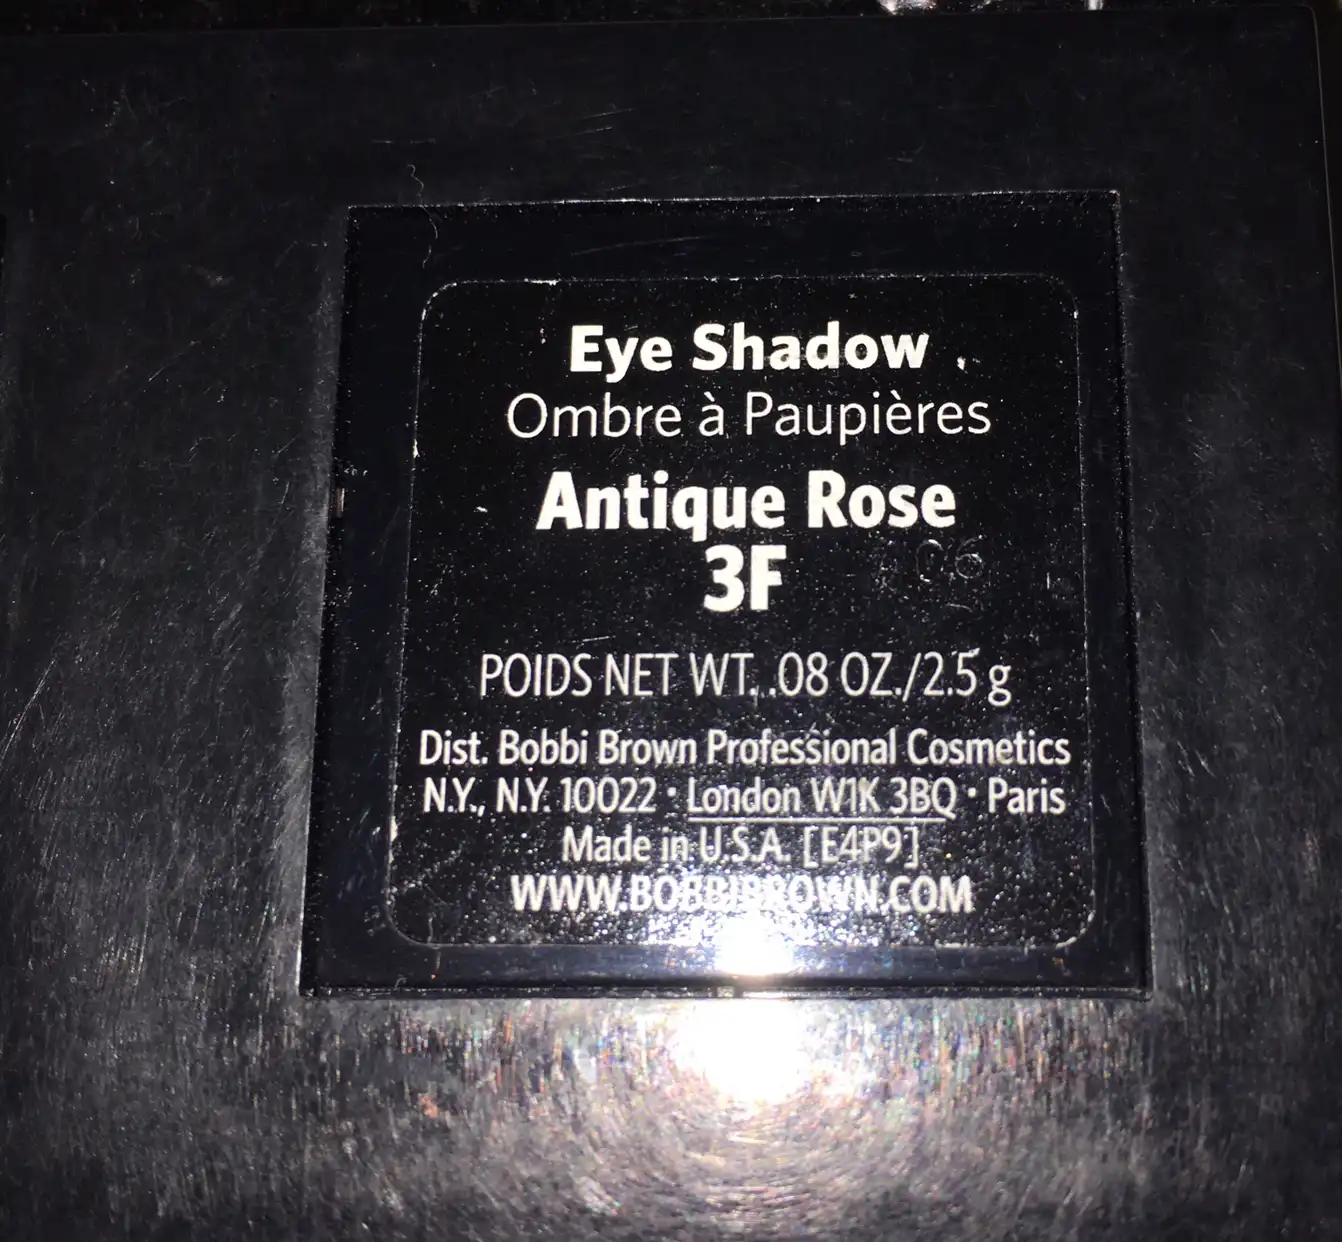 Eye Shadow
Ombre à Paupières
Antique Rose
3F
POIDS NET WT. .08 OZ./2.5 g
Dist. Bobbi Brown Professional Cosmetics
N.Y., N.Y. 10022 · London W1K 3BQ · Paris
Made in U.S.A. [E4P9]
WWW.BOBBIBROWN.COM